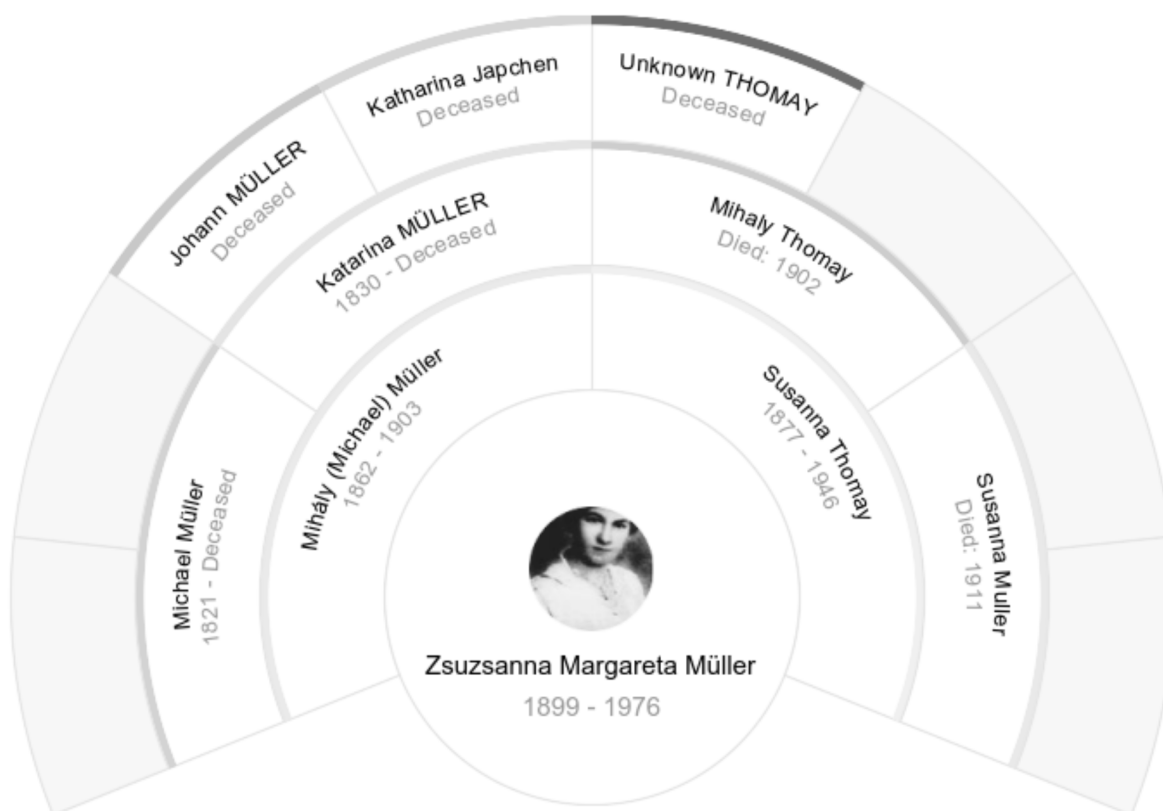 Johann MÜLLER
Deceased
Katharina Japchen
Deceased
Unknown THOMAY
Deceased
Michael Müller
1821 - Deceased
Katarina MÜLLER
1830 - Deceased
Mihaly Thomay
Died: 1902
Susanna Muller
Died: 1911
Mihály (Michael) Müller
1862 - 1903
Susanna Thomay
1877 - 1946
Zsuzsanna Margareta Müller
1899 - 1976